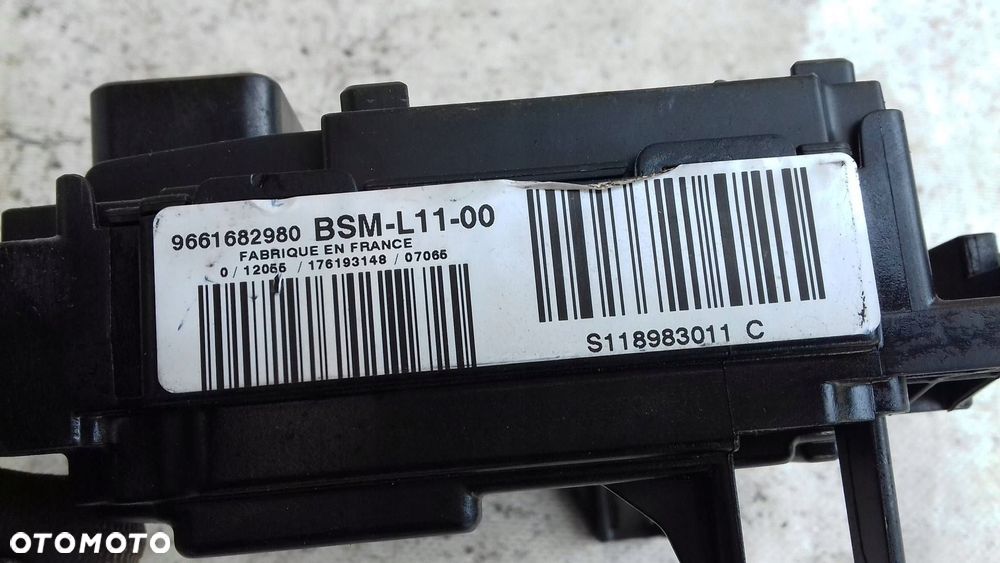 9661682980 BSM-L11-00
FABRIQUE EN FRANCE
0/12055/176193148/07065
S118983011 C
OTOMOTO